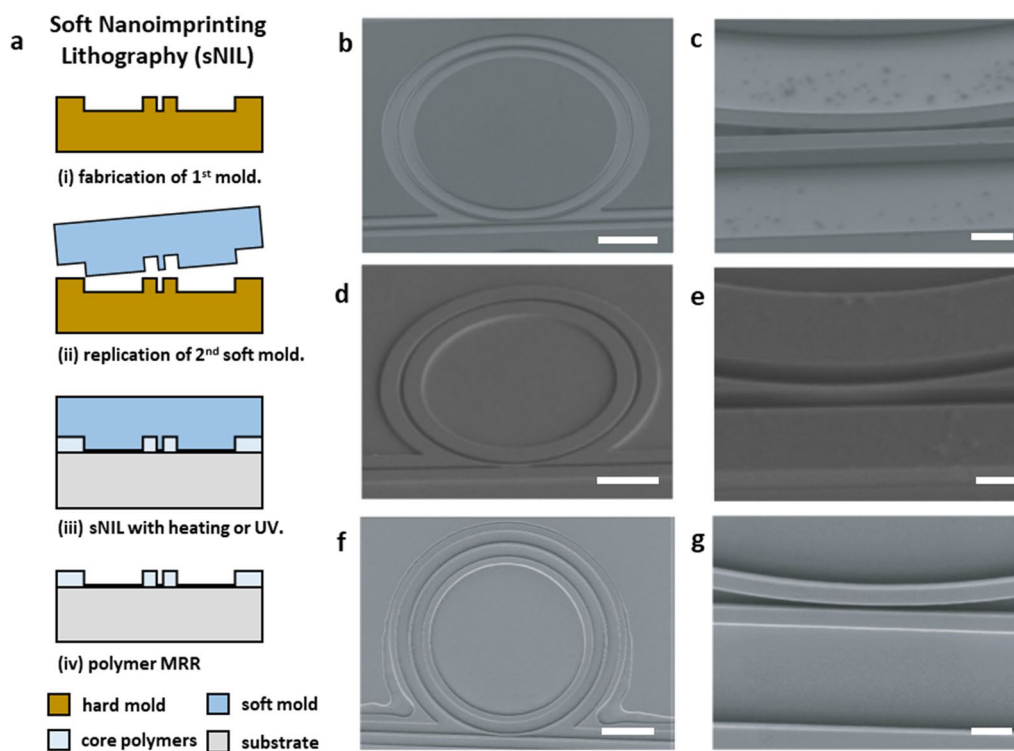 a
Soft Nanoimprinting
Lithography (sNIL)
(i) fabrication of 1st mold.
(ii) replication of 2nd soft mold.
(iii) sNIL with heating or UV.
(iv) polymer MRR
hard mold
soft mold
core polymers
substrate
b
c
d
e
f
g